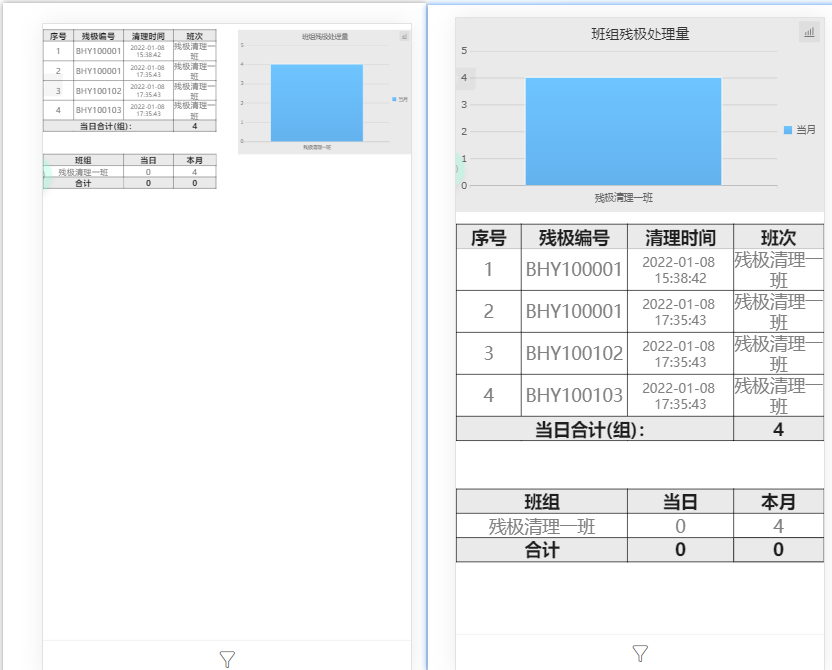 序号 残极编号 清理时间 班次
1 BHY100001 2022-01-08 15:38:42 残极清理一班
2 BHY100001 2022-01-08 17:35:43 残极清理一班
3 BHY100102 2022-01-08 17:35:43 残极清理一班
4 BHY100103 2022-01-08 17:35:43 残极清理一班
当日合计(组): 4
班组 当日 本月
残极清理一班 0 4
合计 0 0
班组残极处理量
5
4
3
2
1
0
残极清理一班
当月
班组残极处理量
5
4
3
2
1
0
残极清理一班
当月
序号 残极编号 清理时间 班次
1 BHY100001 2022-01-08 15:38:42 残极清理一班
2 BHY100001 2022-01-08 17:35:43 残极清理一班
3 BHY100102 2022-01-08 17:35:43 残极清理一班
4 BHY100103 2022-01-08 17:35:43 残极清理一班
当日合计(组): 4
班组 当日 本月
残极清理一班 0 4
合计 0 0